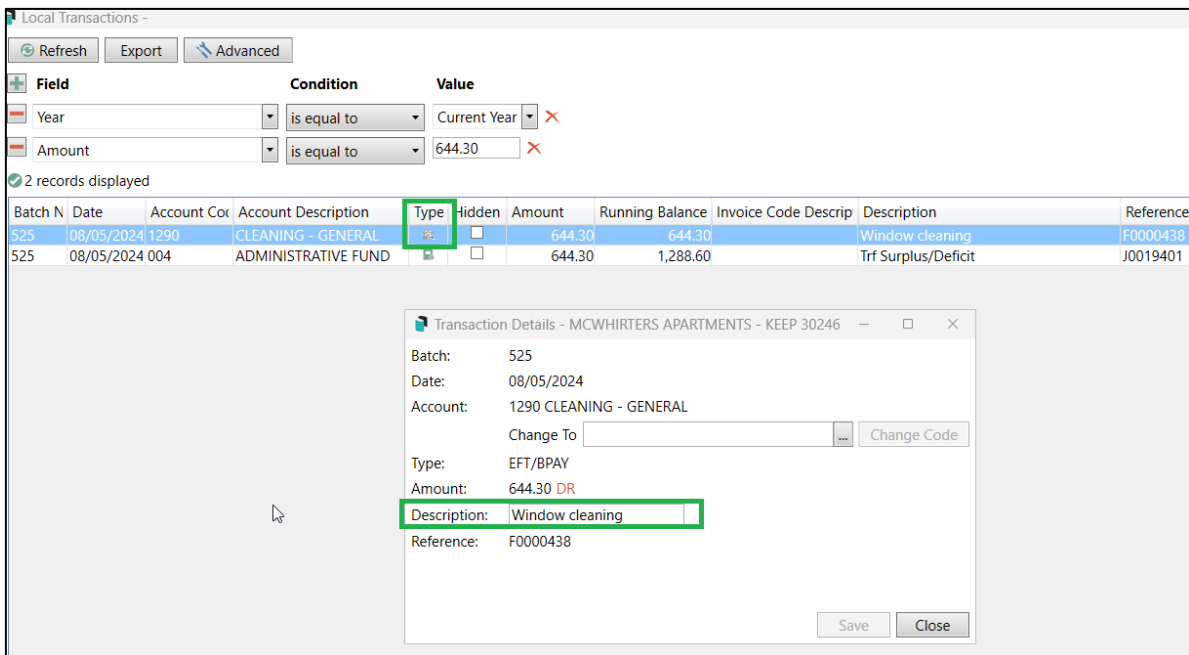 Local Transactions -
Refresh Export Advanced
Field Condition Value
Year is equal to Current Year
Amount is equal to 644.30
2 records displayed
Batch N Date Account Coc Account Description Type Hidden Amount Running Balance Invoice Code Descrip Description Reference
525 08/05/2024 1290 CLEANING - GENERAL 644.30 644.30 Window cleaning F0000438
525 08/05/2024 004 ADMINISTRATIVE FUND 644.30 1,288.60 Trf Surplus/Deficit J0019401
Transaction Details - MCWHIRTERS APARTMENTS - KEEP 30246
Batch: 525
Date: 08/05/2024
Account: 1290 CLEANING - GENERAL
Change To ... Change Code
Type: EFT/BPAY
Amount: 644.30 DR
Description: Window cleaning
Reference: F0000438
Save Close